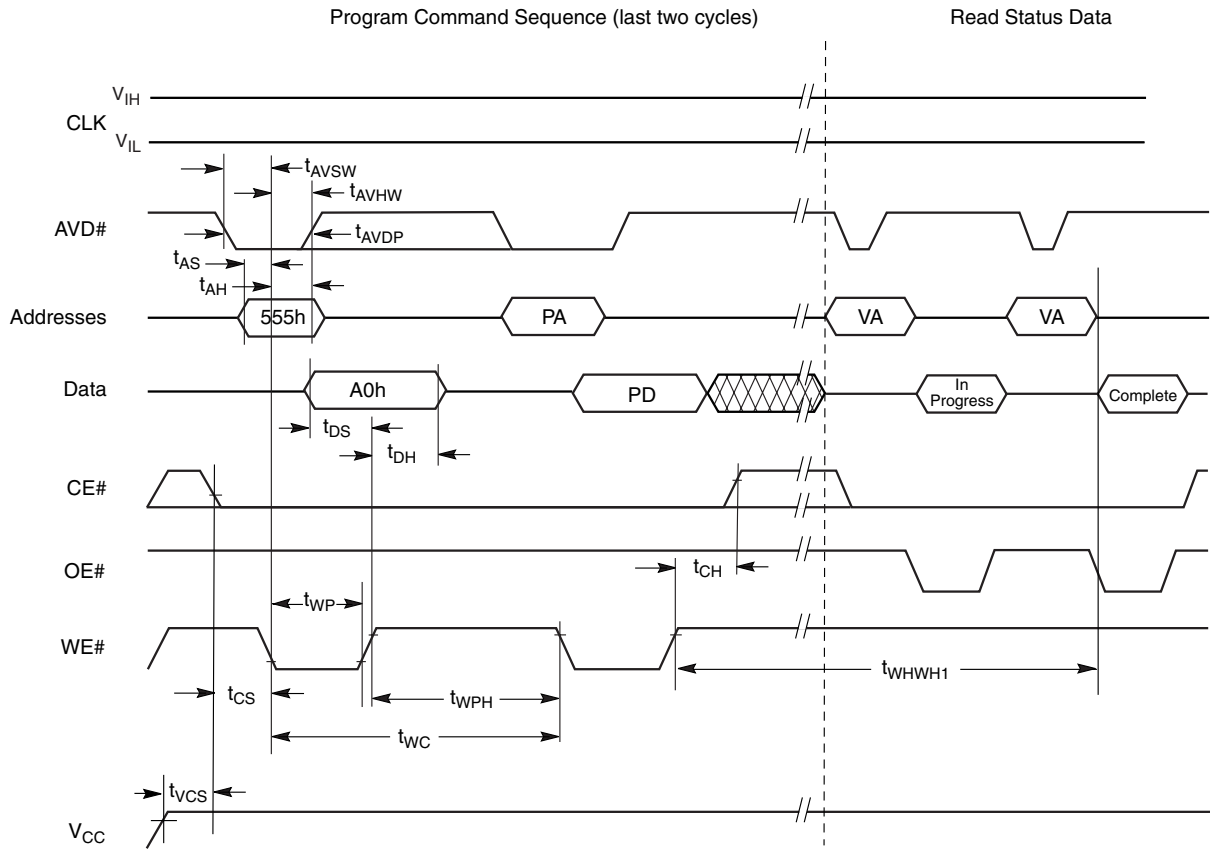 Program Command Sequence (last two cycles)
Read Status Data
VIH
CLK
VIL
tAVSW
tAVHW
AVD#
tAVDP
tAS
tAH
Addresses
555h
PA
VA
VA
Data
A0h
PD
In
Progress
Complete
tDS
tDH
CE#
OE#
tCH
tWP
WE#
tWHWH1
tCS
tWPH
tWC
tVCS
VCC